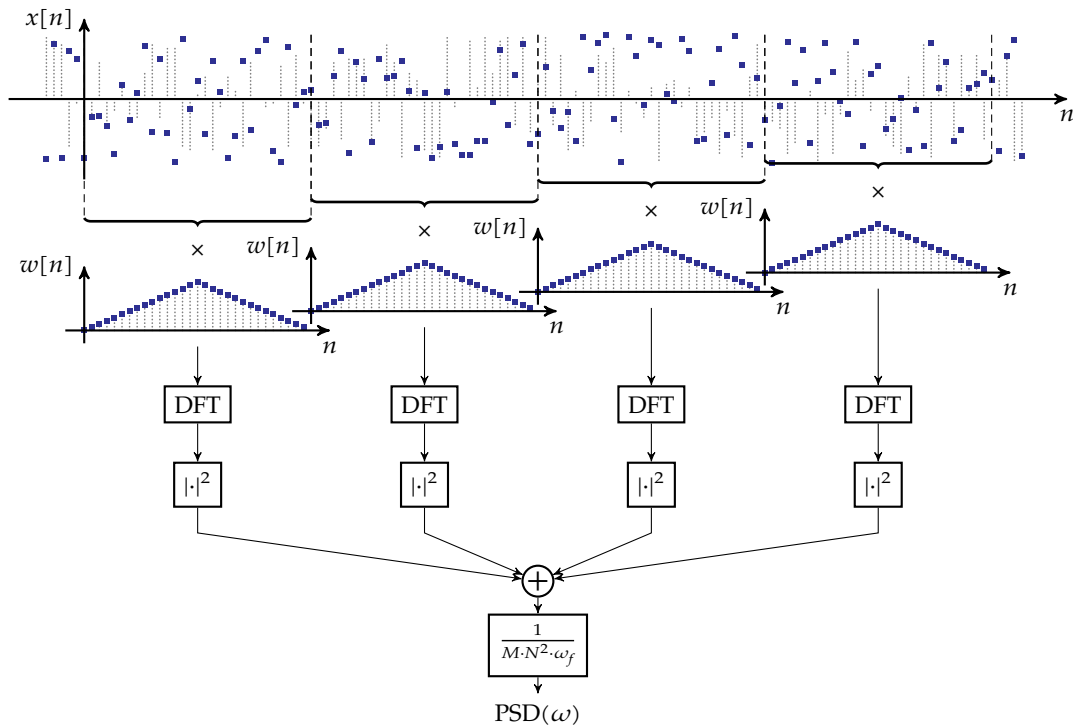 x[n]
n
×
×
×
×
w[n]
w[n]
w[n]
w[n]
n
n
n
n
DFT
DFT
DFT
DFT
|·|²
|·|²
|·|²
|·|²
+
1
M·N²·ω_f
PSD(ω)